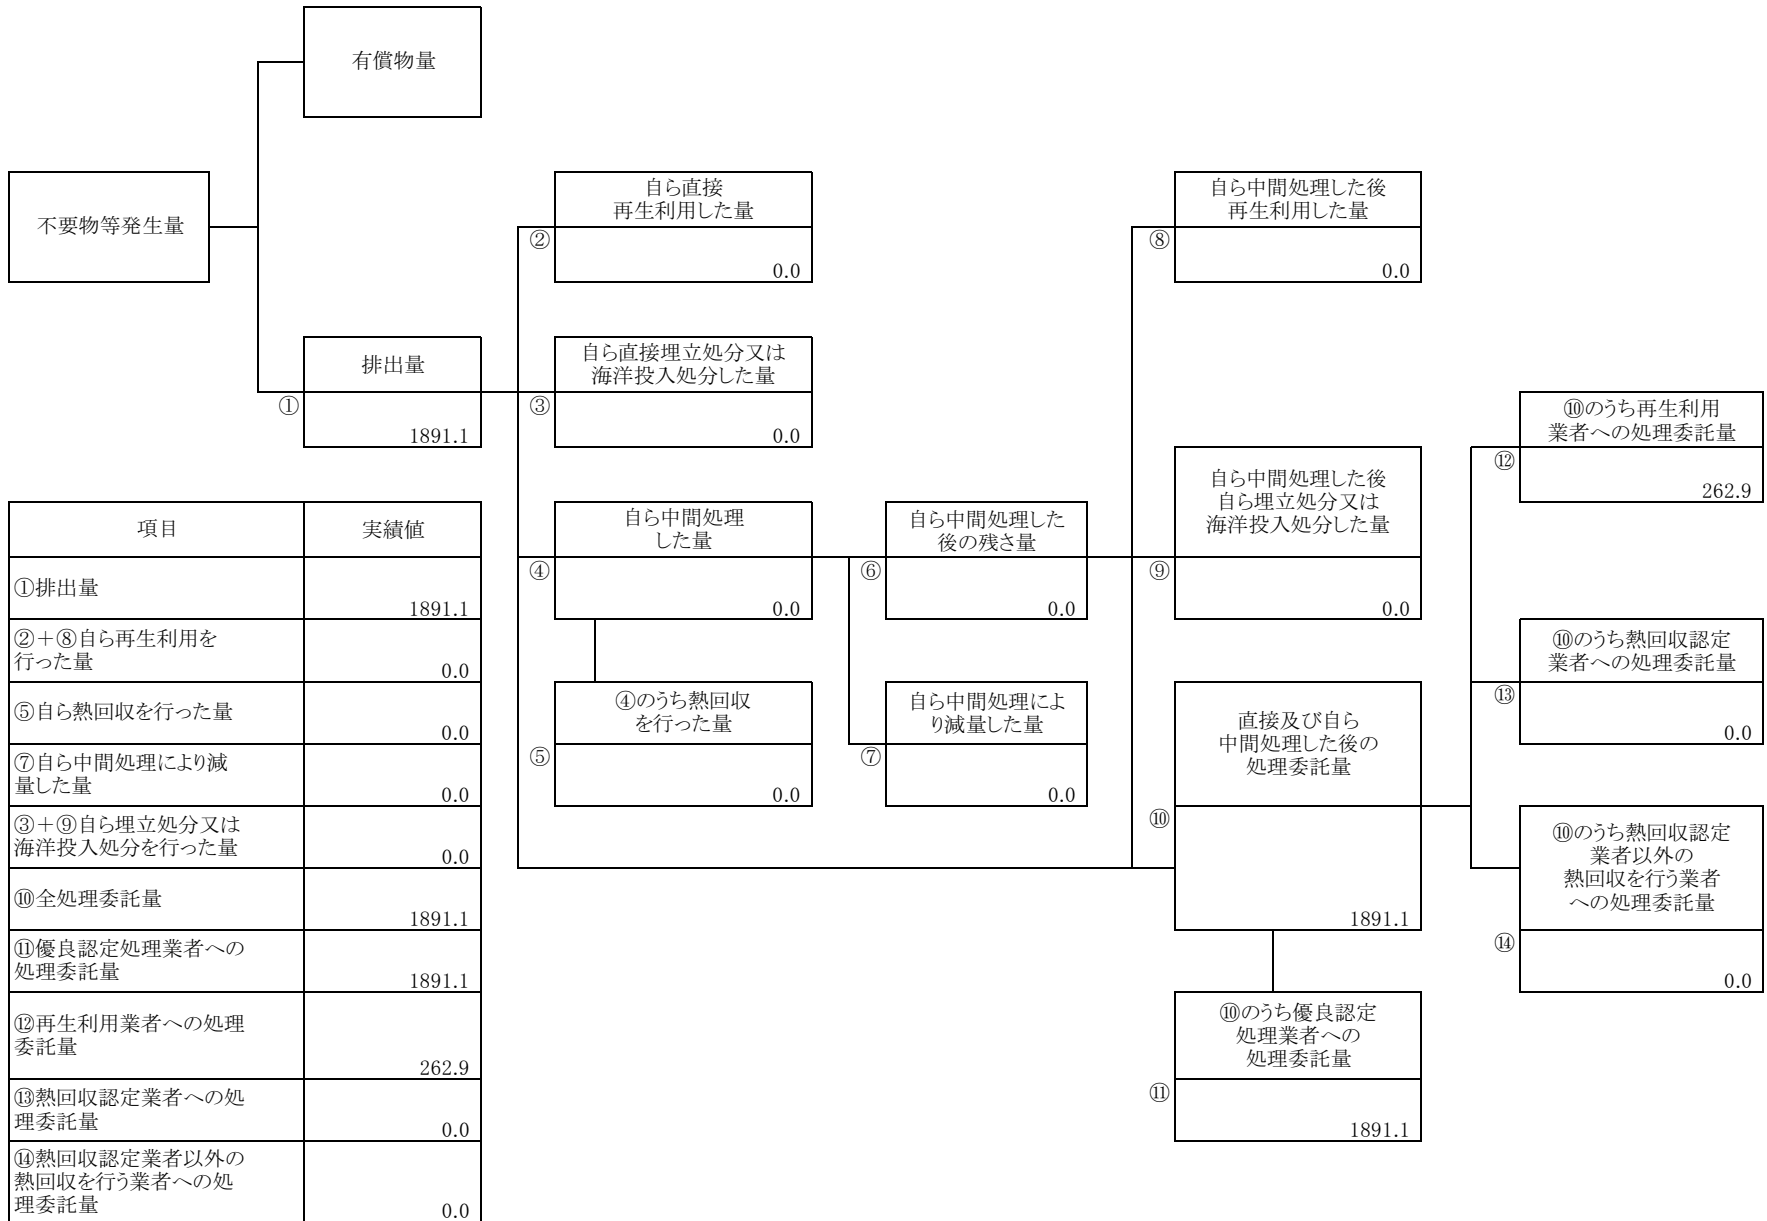 有償物量
不要物等発生量
排出量
①
1891.1
自ら直接
再生利用した量
②
0.0
自ら直接埋立処分又は
海洋投入処分した量
③
0.0
自ら中間処理
した量
④
0.0
④のうち熱回収
を行った量
⑤
0.0
自ら中間処理した
後の残さ量
⑥
0.0
自ら中間処理によ
り減量した量
⑦
0.0
自ら中間処理した後
再生利用した量
⑧
0.0
自ら中間処理した後
自ら埋立処分又は
海洋投入処分した量
⑨
0.0
直接及び自ら
中間処理した後の
処理委託量
⑩
1891.1
⑩のうち優良認定
処理業者への
処理委託量
⑪
1891.1
⑩のうち再生利用
業者への処理委託量
⑫
262.9
⑩のうち熱回収認定
業者への処理委託量
⑬
0.0
⑩のうち熱回収認定
業者以外の
熱回収を行う業者
への処理委託量
⑭
0.0
項目
実績値
①排出量
1891.1
②+⑧自ら再生利用を
行った量
0.0
⑤自ら熱回収を行った量
0.0
⑦自ら中間処理により減
量した量
0.0
③+⑨自ら埋立処分又は
海洋投入処分を行った量
0.0
⑩全処理委託量
1891.1
⑪優良認定処理業者への
処理委託量
1891.1
⑫再生利用業者への処理
委託量
262.9
⑬熱回収認定業者への処
理委託量
0.0
⑭熱回収認定業者以外の
熱回収を行う業者への処
理委託量
0.0